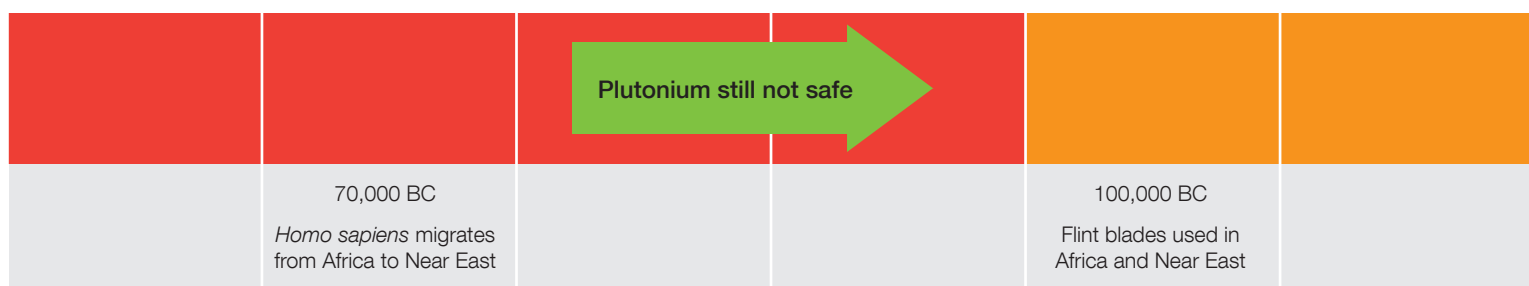 Plutonium still not safe
70,000 BC
Homo sapiens migrates
from Africa to Near East
100,000 BC
Flint blades used in
Africa and Near East